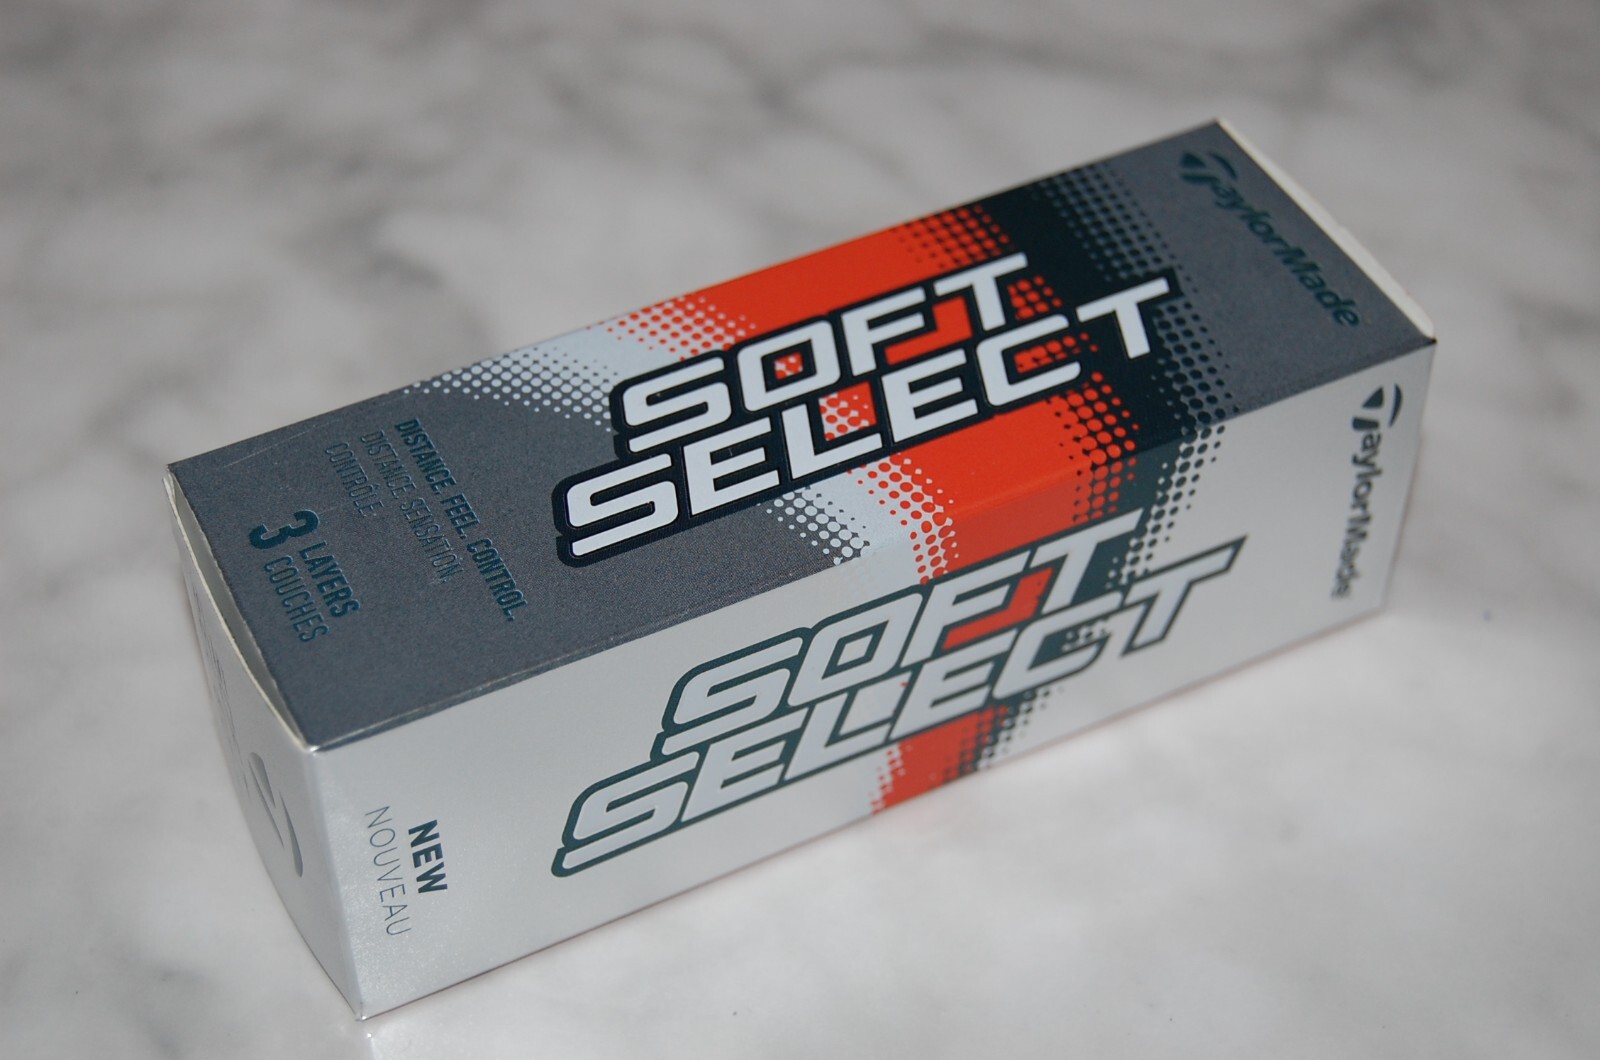 TaylorMade
SOFT
SELECT
DISTANCE. FEEL. CONTROL.
DISTANCE. SENSATION.
CONTRÔLE.
3 LAYERS
COUCHES
TaylorMade
SOFT
SELECT
NEW
NOUVEAU